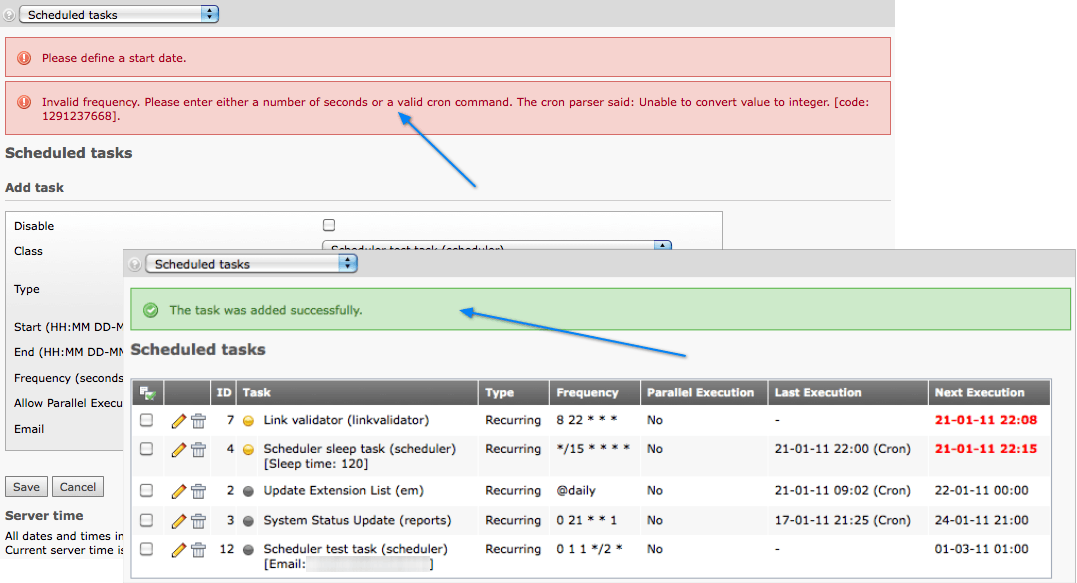 Scheduled tasks
Please define a start date.
Invalid frequency. Please enter either a number of seconds or a valid cron command. The cron parser said: Unable to convert value to integer. [code:
1291237668].
Scheduled tasks
Add task
Disable
Class
Scheduler test task (scheduler)
Type
Start (HH:MM DD-M
End (HH:MM DD-MM
Frequency (seconds
Allow Parallel Execu
Email
Save Cancel
Server time
All dates and times in
Current server time is
Scheduled tasks
The task was added successfully.
Scheduled tasks
ID Task Type Frequency Parallel Execution Last Execution Next Execution
7 Link validator (linkvalidator) Recurring 8 22 * * * No - 21-01-11 22:08
4 Scheduler sleep task (scheduler) Recurring */15 * * * * No 21-01-11 22:00 (Cron) 21-01-11 22:15
[Sleep time: 120]
2 Update Extension List (em) Recurring @daily No 21-01-11 09:02 (Cron) 22-01-11 00:00
3 System Status Update (reports) Recurring 0 21 * * 1 No 17-01-11 21:25 (Cron) 24-01-11 21:00
12 Scheduler test task (scheduler) Recurring 0 1 1 */2 * No - 01-03-11 01:00
[Email: ]